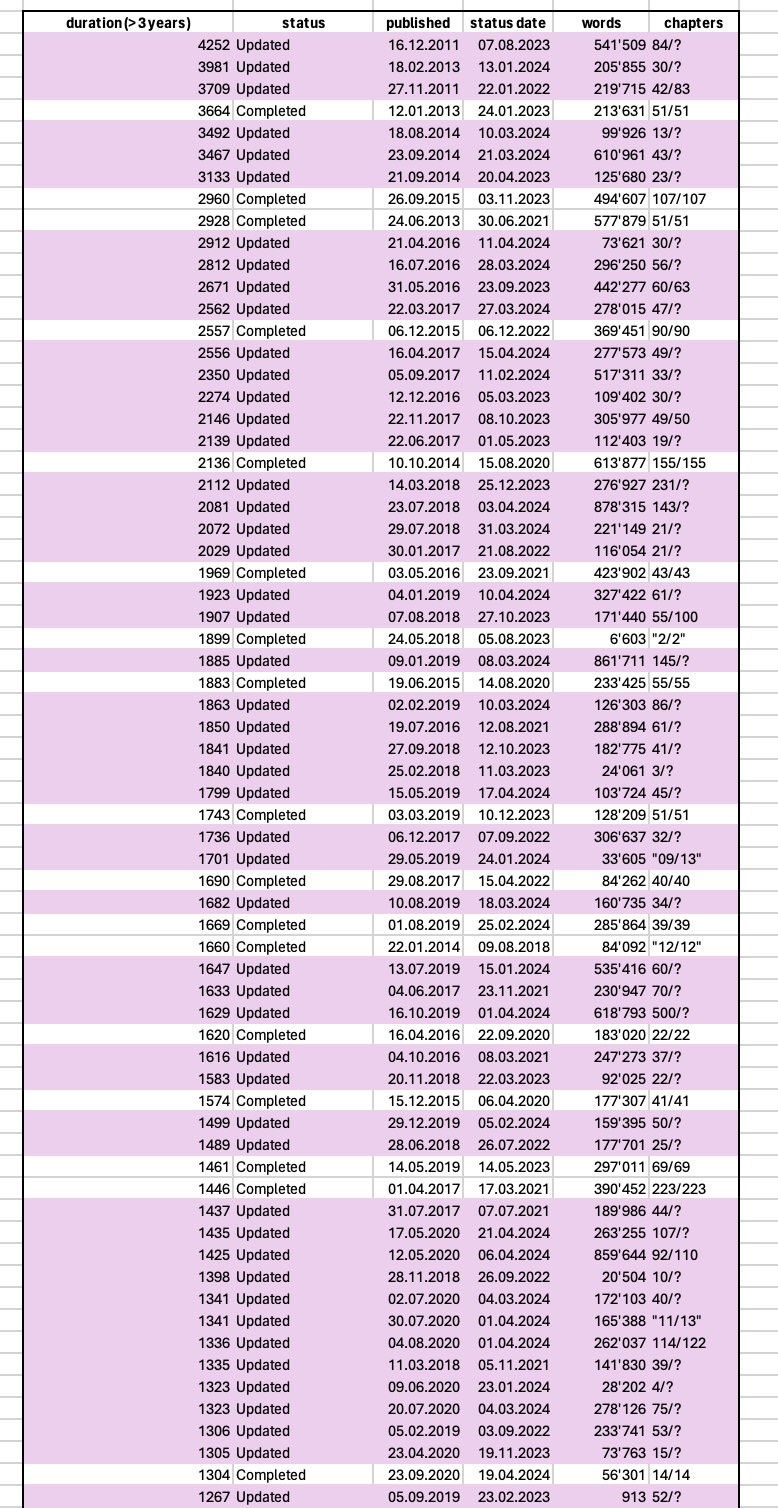 duration (> 3 years) status published status date words chapters
4252 Updated 16.12.2011 07.08.2023 541'509 84/?
3981 Updated 18.02.2013 13.01.2024 205'855 30/?
3709 Updated 27.11.2011 22.01.2022 219'715 42/83
3664 Completed 12.01.2013 24.01.2023 213'631 51/51
3492 Updated 18.08.2014 10.03.2024 99'926 13/?
3467 Updated 23.09.2014 21.03.2024 610'961 43/?
3133 Updated 21.09.2014 20.04.2023 125'680 23/?
2960 Completed 26.09.2015 03.11.2023 494'607 107/107
2928 Completed 24.06.2013 30.06.2021 577'879 51/51
2912 Updated 21.04.2016 11.04.2024 73'621 30/?
2812 Updated 16.07.2016 28.03.2024 296'250 56/?
2671 Updated 31.05.2016 23.09.2023 442'277 60/63
2562 Updated 22.03.2017 27.03.2024 278'015 47/?
2557 Completed 06.12.2015 06.12.2022 369'451 90/90
2556 Updated 16.04.2017 15.04.2024 277'573 49/?
2350 Updated 05.09.2017 11.02.2024 517'311 33/?
2274 Updated 12.12.2016 05.03.2023 109'402 30/?
2146 Updated 22.11.2017 08.10.2023 305'977 49/50
2139 Updated 22.06.2017 01.05.2023 112'403 19/?
2136 Completed 10.10.2014 15.08.2020 613'877 155/155
2112 Updated 14.03.2018 25.12.2023 276'927 231/?
2081 Updated 23.07.2018 03.04.2024 878'315 143/?
2072 Updated 29.07.2018 31.03.2024 221'149 21/?
2029 Updated 30.01.2017 21.08.2022 116'054 21/?
1969 Completed 03.05.2016 23.09.2021 423'902 43/43
1923 Updated 04.01.2019 10.04.2024 327'422 61/?
1907 Updated 07.08.2018 27.10.2023 171'440 55/100
1899 Completed 24.05.2018 05.08.2023 6'603 "2/2"
1885 Updated 09.01.2019 08.03.2024 861'711 145/?
1883 Completed 19.06.2015 14.08.2020 233'425 55/55
1863 Updated 02.02.2019 10.03.2024 126'303 86/?
1850 Updated 19.07.2016 12.08.2021 288'894 61/?
1841 Updated 27.09.2018 12.10.2023 182'775 41/?
1840 Updated 25.02.2018 11.03.2023 24'061 3/?
1799 Updated 15.05.2019 17.04.2024 103'724 45/?
1743 Completed 03.03.2019 10.12.2023 128'209 51/51
1736 Updated 06.12.2017 07.09.2022 306'637 32/?
1701 Updated 29.05.2019 24.01.2024 33'605 "09/13"
1690 Completed 29.08.2017 15.04.2022 84'262 40/40
1682 Updated 10.08.2019 18.03.2024 160'735 34/?
1669 Completed 01.08.2019 25.02.2024 285'864 39/39
1660 Completed 22.01.2014 09.08.2018 84'092 "12/12"
1647 Updated 13.07.2019 15.01.2024 535'416 60/?
1633 Updated 04.06.2017 23.11.2021 230'947 70/?
1629 Updated 16.10.2019 01.04.2024 618'793 500/?
1620 Completed 16.04.2016 22.09.2020 183'020 22/22
1616 Updated 04.10.2016 08.03.2021 247'273 37/?
1583 Updated 20.11.2018 22.03.2023 92'025 22/?
1574 Completed 15.12.2015 06.04.2020 177'307 41/41
1499 Updated 29.12.2019 05.02.2024 159'395 50/?
1489 Updated 28.06.2018 26.07.2022 177'701 25/?
1461 Completed 14.05.2019 14.05.2023 297'011 69/69
1446 Completed 01.04.2017 17.03.2021 390'452 223/223
1437 Updated 31.07.2017 07.07.2021 189'986 44/?
1435 Updated 17.05.2020 21.04.2024 263'255 107/?
1425 Updated 12.05.2020 06.04.2024 859'644 92/110
1398 Updated 28.11.2018 26.09.2022 20'504 10/?
1341 Updated 02.07.2020 04.03.2024 172'103 40/?
1341 Updated 30.07.2020 01.04.2024 165'388 "11/13"
1336 Updated 04.08.2020 01.04.2024 262'037 114/122
1335 Updated 11.03.2018 05.11.2021 141'830 39/?
1323 Updated 09.06.2020 23.01.2024 28'202 4/?
1323 Updated 20.07.2020 04.03.2024 278'126 75/?
1306 Updated 05.02.2019 03.09.2022 233'741 53/?
1305 Updated 23.04.2020 19.11.2023 73'763 15/?
1304 Completed 23.09.2020 19.04.2024 56'301 14/14
1267 Updated 05.09.2019 23.02.2023 913 52/?